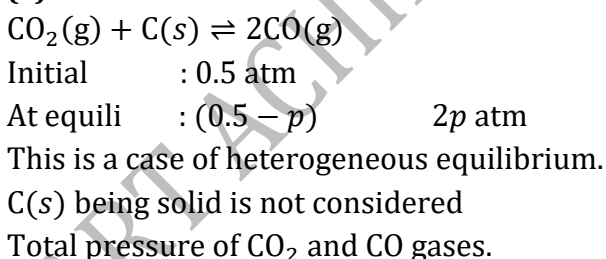 CO₂(g) + C(s) ⇌ 2CO(g)
Initial : 0.5 atm
At equili : (0.5 − p) 2p atm
This is a case of heterogeneous equilibrium.
C(s) being solid is not considered
Total pressure of CO₂ and CO gases.